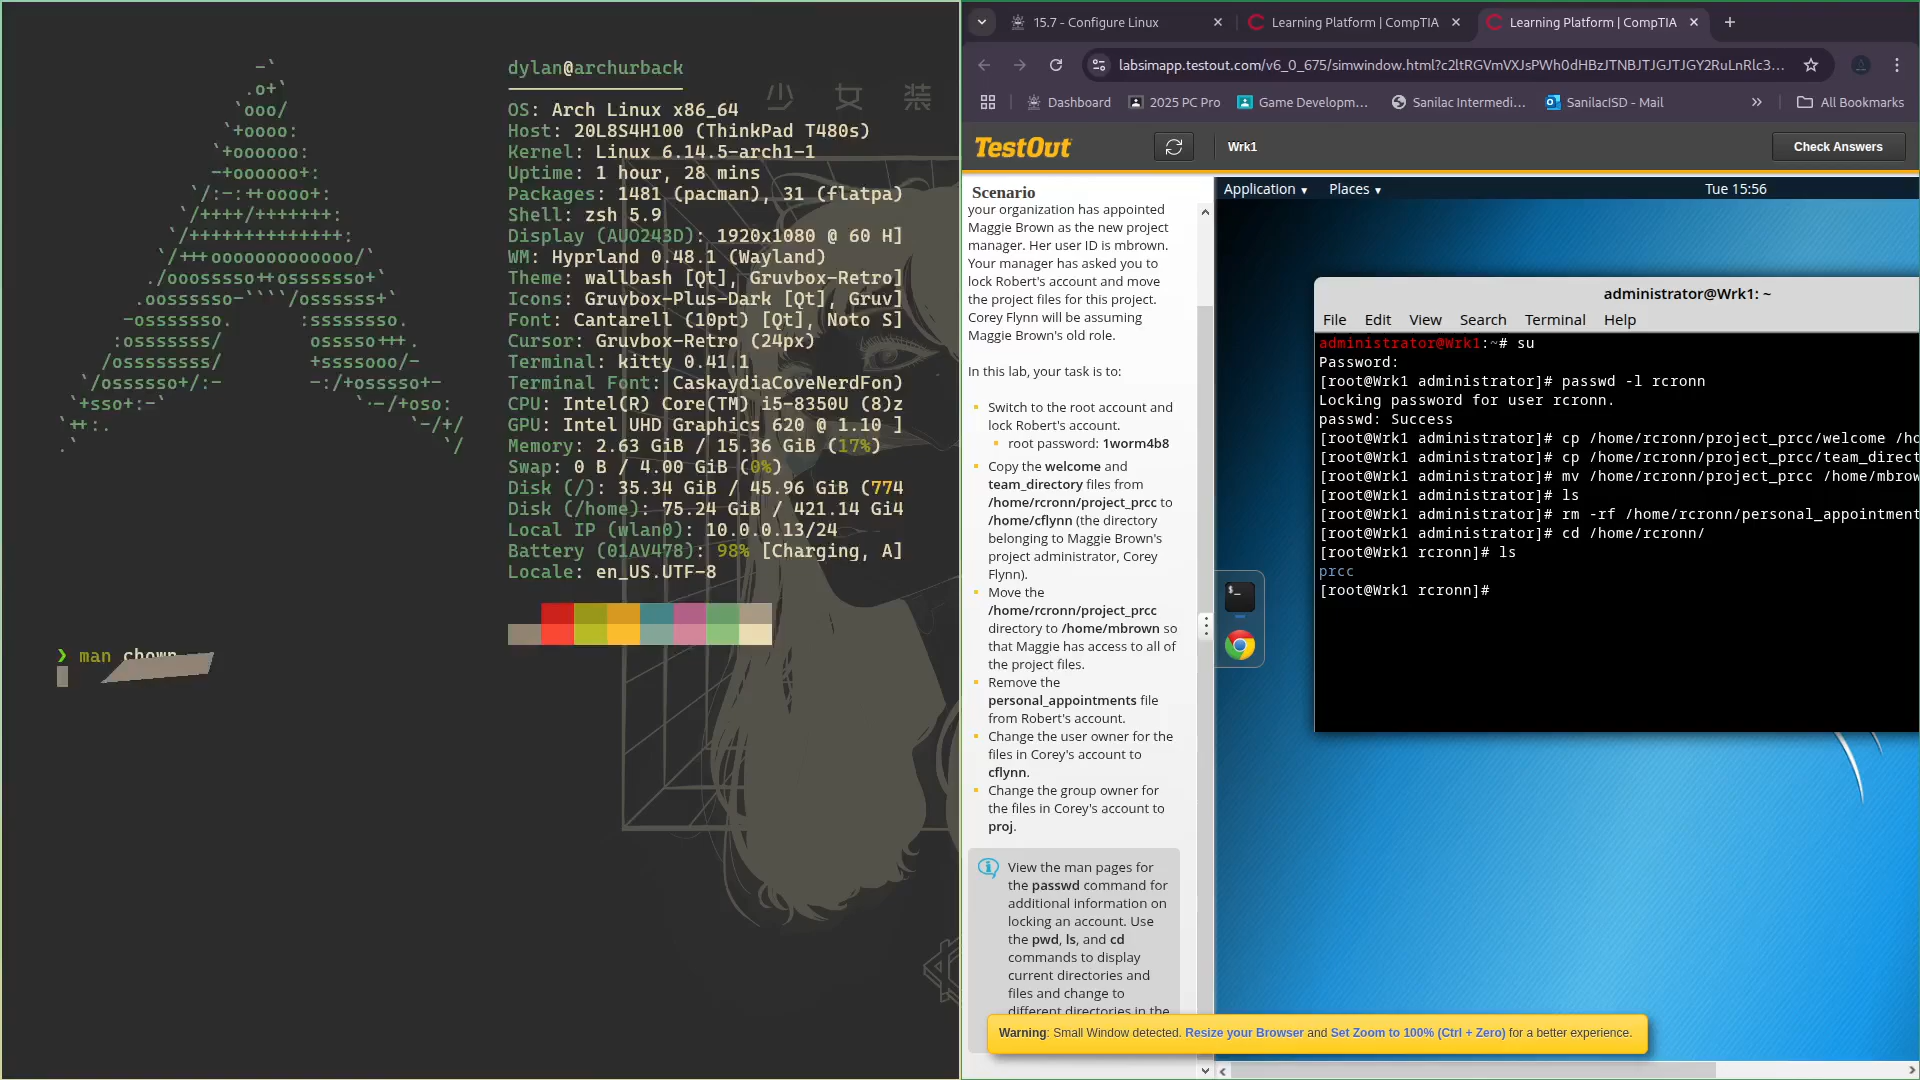 dylan@archurback
少 女 装
OS: Arch Linux x86_64
Host: 20L8S4H100 (ThinkPad T480s)
Kernel: Linux 6.14.5-arch1-1
Uptime: 1 hour, 28 mins
Packages: 1481 (pacman), 31 (flatpa)
Shell: zsh 5.9
Display (AUO243D): 1920x1080 @ 60 H]
WM: Hyprland 0.48.1 (Wayland)
Theme: wallbash [Qt], Gruvbox-Retro]
Icons: Gruvbox-Plus-Dark [Qt], Gruv]
Font: Cantarell (10pt) [Qt], Noto S]
Cursor: Gruvbox-Retro (24px)
Terminal: kitty 0.41.1
Terminal Font: CaskaydiaCoveNerdFon)
CPU: Intel(R) Core(TM) i5-8350U (8)z
GPU: Intel UHD Graphics 620 @ 1.10 ]
Memory: 2.63 GiB / 15.36 GiB (17%)
Swap: 0 B / 4.00 GiB (0%)
Disk (/): 35.34 GiB / 45.96 GiB (774
Disk (/home): 75.24 GiB / 421.14 Gi4
Local IP (wlan0): 10.0.0.13/24
Battery (01AV478): 98% [Charging, A]
Locale: en_US.UTF-8
❯ man chown
15.7 - Configure Linux
Learning Platform | CompTIA
Learning Platform | CompTIA
labsimapp.testout.com/v6_0_675/simwindow.html?c2ltRGVmVXJsPWh0dHBzJTNBJTJGJTJGY2RuLnRlc3...
Dashboard
2025 PC Pro
Game Developm...
Sanilac Intermedi...
SanilacISD - Mail
»
All Bookmarks
TestOut
Wrk1
Check Answers
Scenario
your organization has appointed
Maggie Brown as the new project
manager. Her user ID is mbrown.
Your manager has asked you to
lock Robert's account and move
the project files for this project.
Corey Flynn will be assuming
Maggie Brown's old role.
In this lab, your task is to:
Switch to the root account and
lock Robert's account.
root password: 1worm4b8
Copy the welcome and
team_directory files from
/home/rcronn/project_prcc to
/home/cflynn (the directory
belonging to Maggie Brown's
project administrator, Corey
Flynn).
Move the
/home/rcronn/project_prcc
directory to /home/mbrown so
that Maggie has access to all of
the project files.
Remove the
personal_appointments file
from Robert's account.
Change the user owner for the
files in Corey's account to
cflynn.
Change the group owner for
the files in Corey's account to
proj.
View the man pages for
the passwd command for
additional information on
locking an account. Use
the pwd, ls, and cd
commands to display
current directories and
files and change to
different directories in the
Application ▾ Places ▾
Tue 15:56
administrator@Wrk1: ~
File Edit View Search Terminal Help
administrator@Wrk1:~# su
Password:
[root@Wrk1 administrator]# passwd -l rcronn
Locking password for user rcronn.
passwd: Success
[root@Wrk1 administrator]# cp /home/rcronn/project_prcc/welcome /ho
[root@Wrk1 administrator]# cp /home/rcronn/project_prcc/team_direct
[root@Wrk1 administrator]# mv /home/rcronn/project_prcc /home/mbrow
[root@Wrk1 administrator]# ls
[root@Wrk1 administrator]# rm -rf /home/rcronn/personal_appointment
[root@Wrk1 administrator]# cd /home/rcronn/
[root@Wrk1 rcronn]# ls
prcc
[root@Wrk1 rcronn]#
Warning: Small Window detected. Resize your Browser and Set Zoom to 100% (Ctrl + Zero) for a better experience.